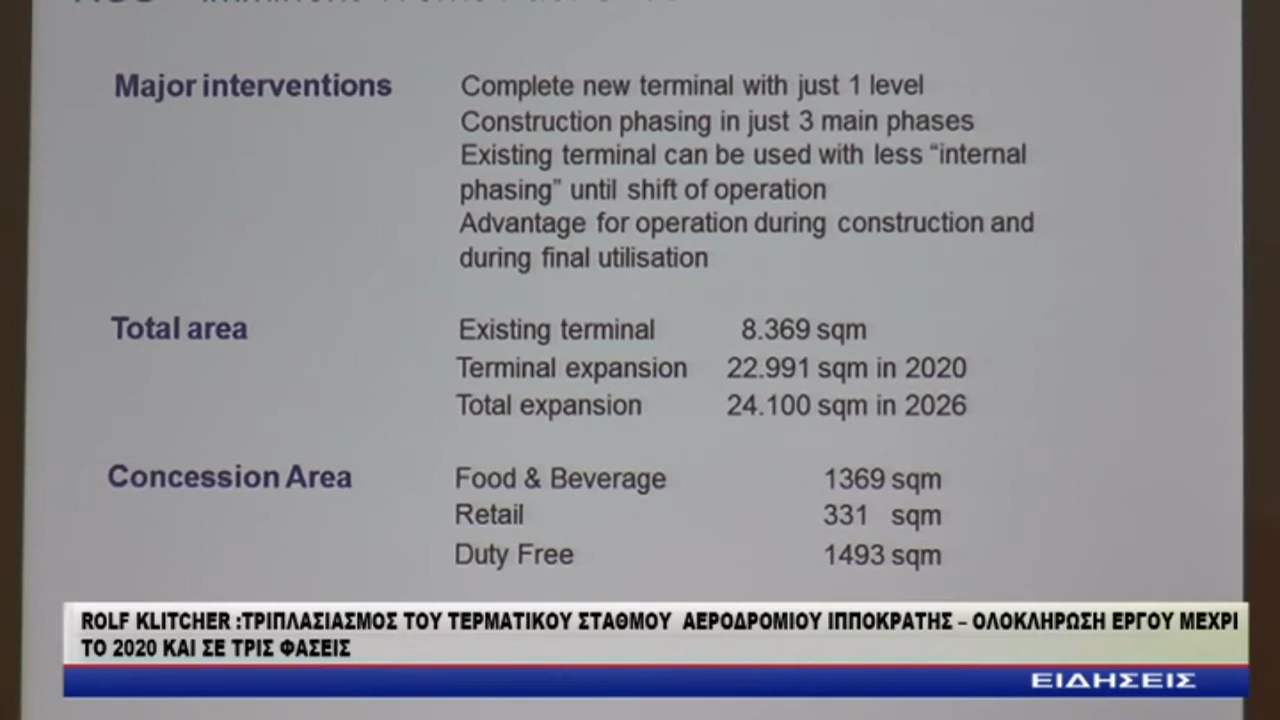 Major interventions Complete new terminal with just 1 level
Construction phasing in just 3 main phases
Existing terminal can be used with less “internal
phasing” until shift of operation
Advantage for operation during construction and
during final utilisation
Total area Existing terminal 8.369 sqm
Terminal expansion 22.991 sqm in 2020
Total expansion 24.100 sqm in 2026
Concession Area Food & Beverage 1369 sqm
Retail 331 sqm
Duty Free 1493 sqm
ROLF KLITCHER :ΤΡΙΠΛΑΣΙΑΣΜΟΣ ΤΟΥ ΤΕΡΜΑΤΙΚΟΥ ΣΤΑΘΜΟΥ ΑΕΡΟΔΡΟΜΙΟΥ ΙΠΠΟΚΡΑΤΗΣ – ΟΛΟΚΛΗΡΩΣΗ ΕΡΓΟΥ ΜΕΧΡΙ
ΤΟ 2020 ΚΑΙ ΣΕ ΤΡΙΣ ΦΑΣΕΙΣ
ΕΙΔΗΣΕΙΣ